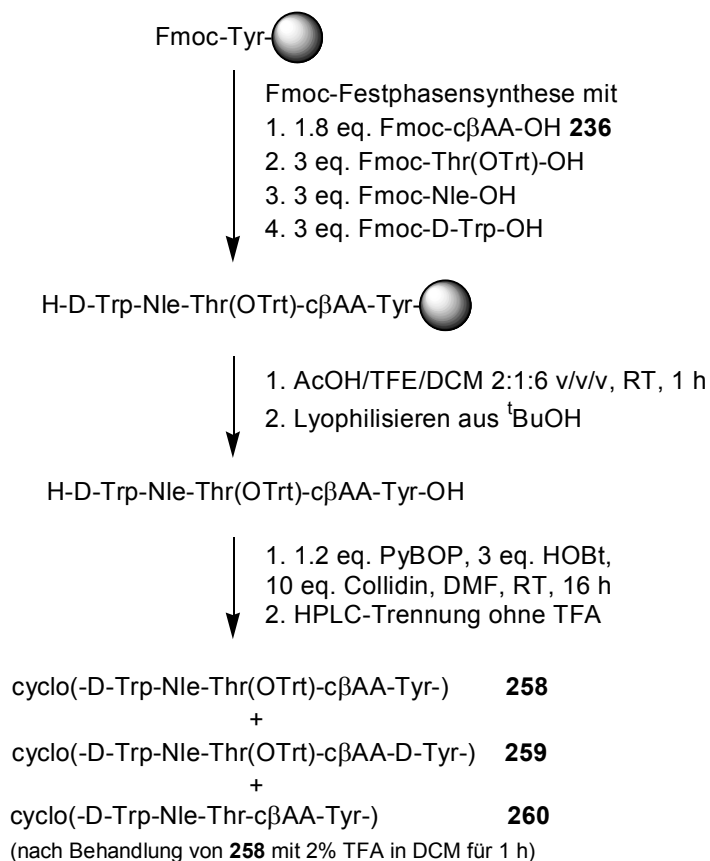 Fmoc-Tyr-
Fmoc-Festphasensynthese mit
1. 1.8 eq. Fmoc-cβAA-OH 236
2. 3 eq. Fmoc-Thr(OTrt)-OH
3. 3 eq. Fmoc-Nle-OH
4. 3 eq. Fmoc-D-Trp-OH
H-D-Trp-Nle-Thr(OTrt)-cβAA-Tyr-
1. AcOH/TFE/DCM 2:1:6 v/v/v, RT, 1 h
2. Lyophilisieren aus ᵗBuOH
H-D-Trp-Nle-Thr(OTrt)-cβAA-Tyr-OH
1. 1.2 eq. PyBOP, 3 eq. HOBt,
10 eq. Collidin, DMF, RT, 16 h
2. HPLC-Trennung ohne TFA
cyclo(-D-Trp-Nle-Thr(OTrt)-cβAA-Tyr-) 258
+
cyclo(-D-Trp-Nle-Thr(OTrt)-cβAA-D-Tyr-) 259
+
cyclo(-D-Trp-Nle-Thr-cβAA-Tyr-) 260
(nach Behandlung von 258 mit 2% TFA in DCM für 1 h)